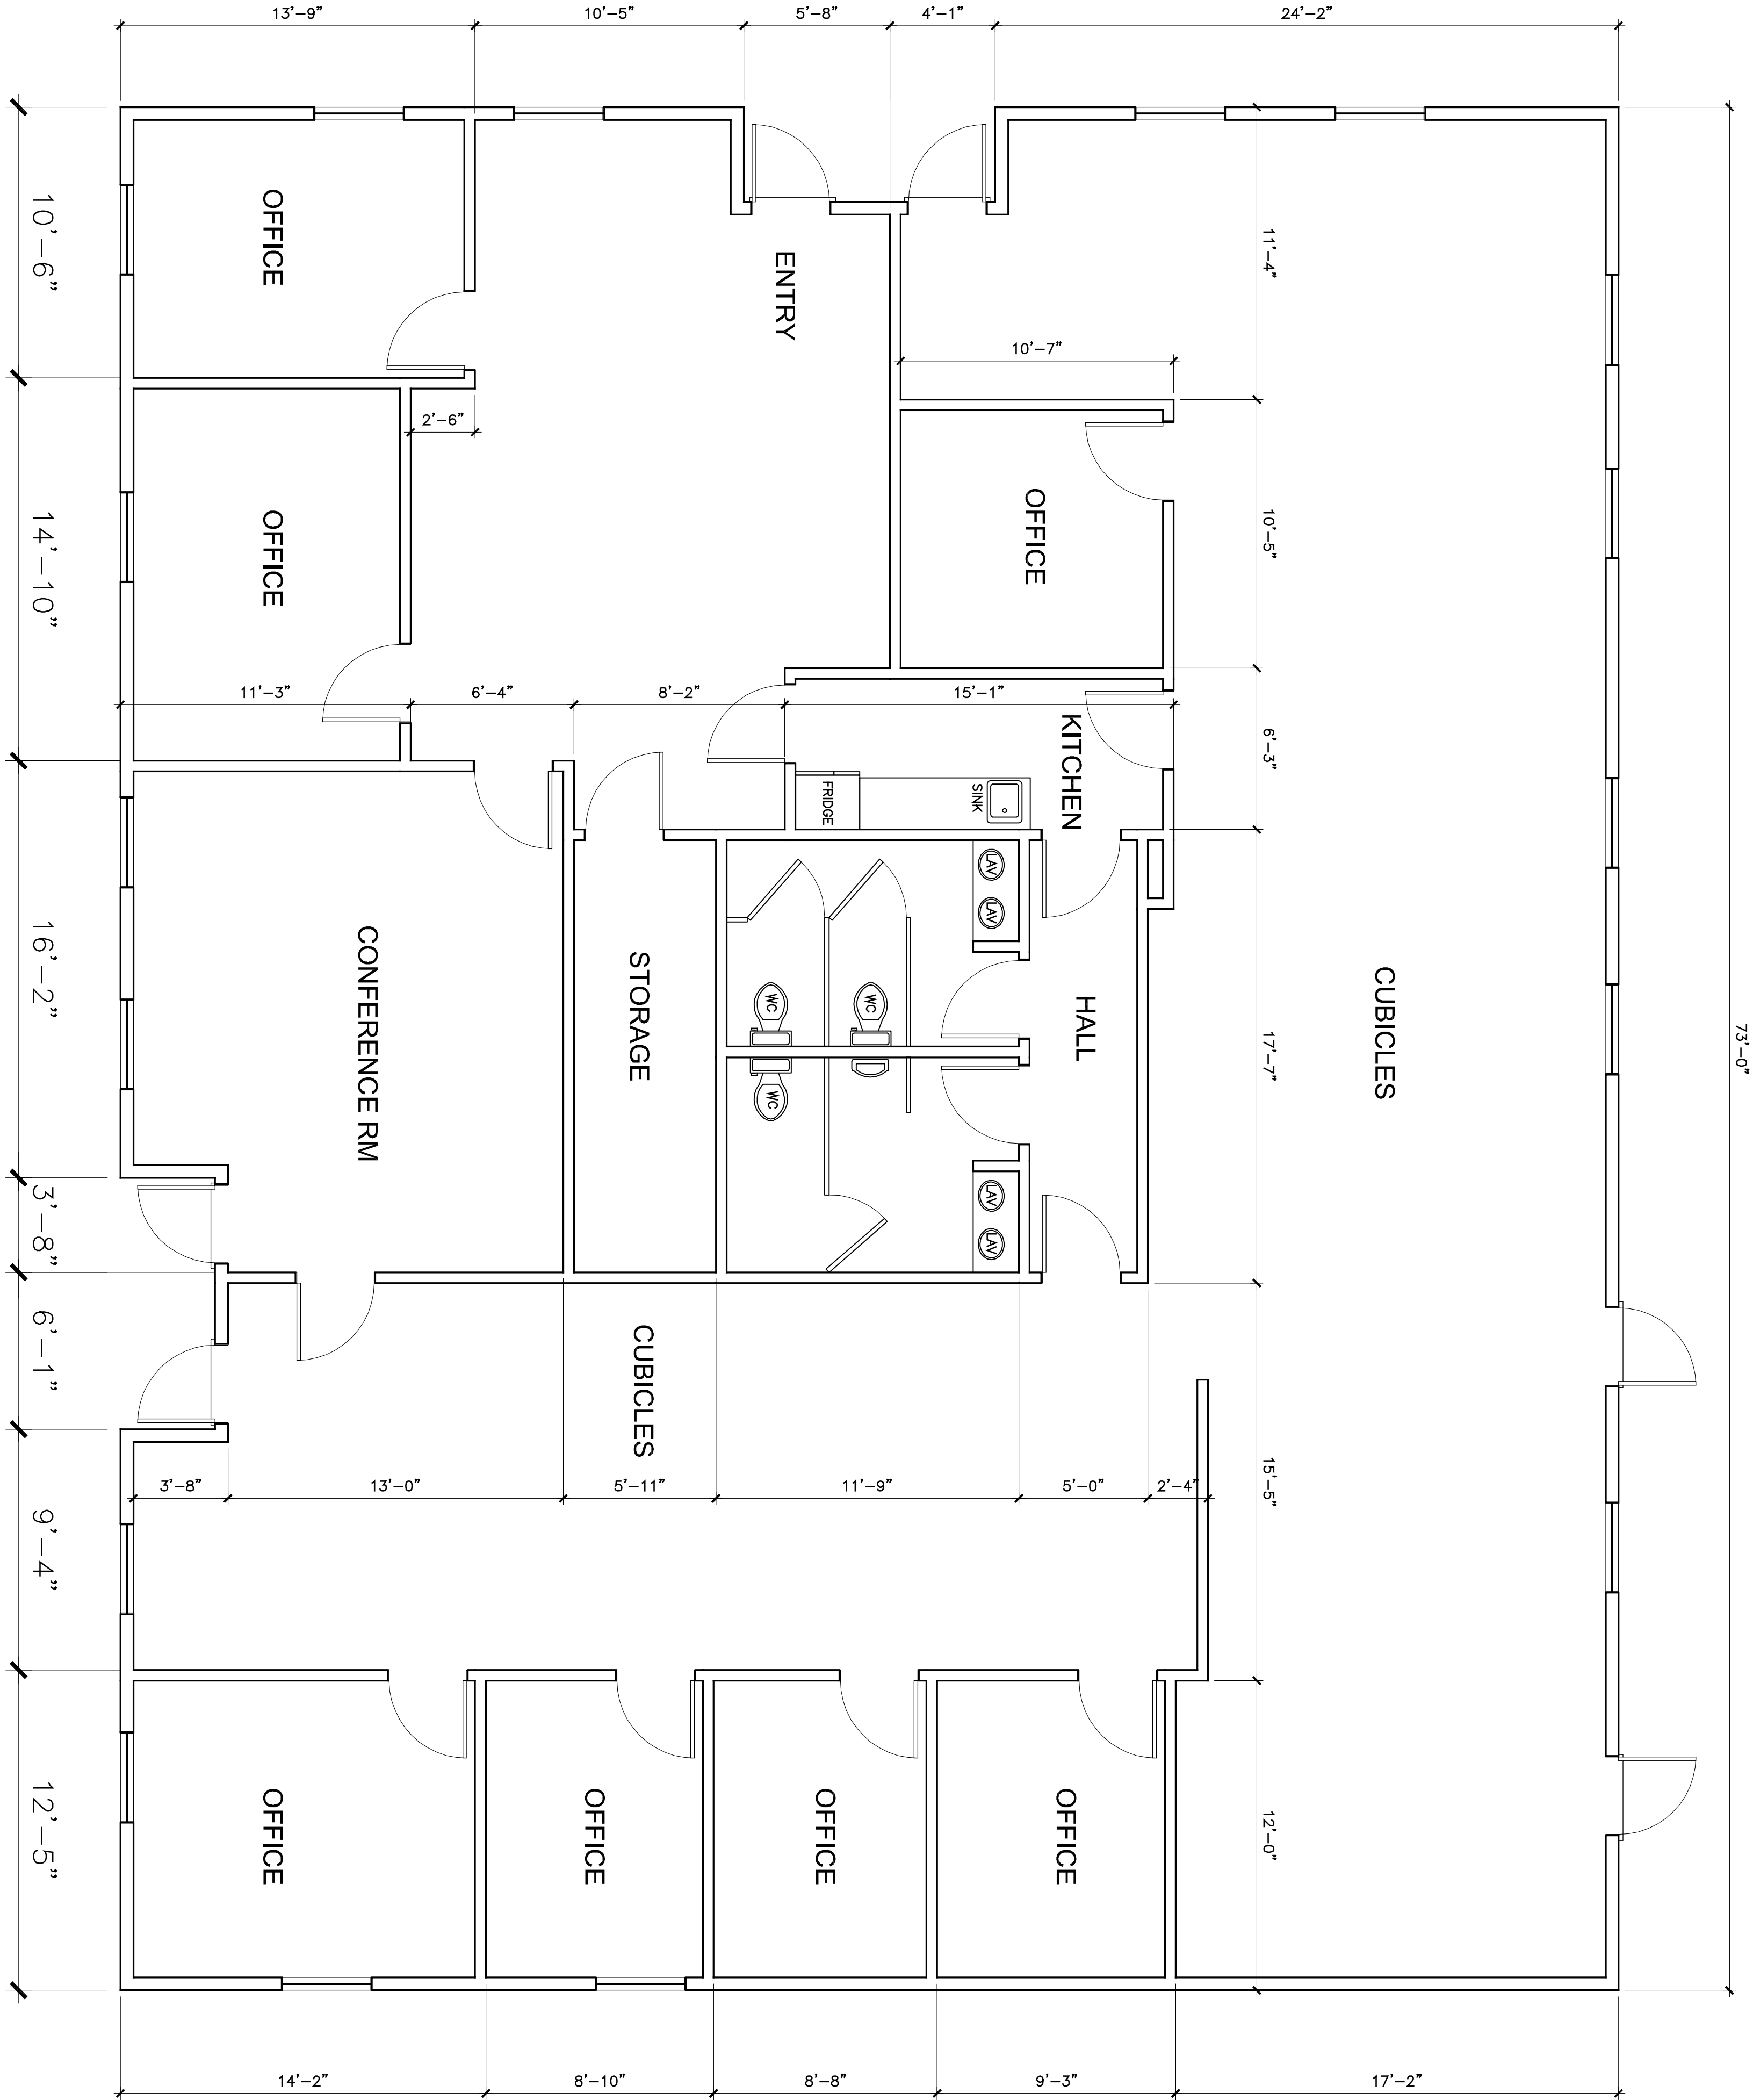 13'-9"
10'-5"
5'-8"
4'-1"
24'-2"
10'-6"
14'-10"
16'-2"
3'-8"
6'-1"
9'-4"
12'-5"
73'-0"
OFFICE
ENTRY
11'-4"
10'-7"
2'-6"
OFFICE
OFFICE
10'-5"
11'-3"
6'-4"
8'-2"
15'-1"
KITCHEN
6'-3"
FRIDGE
SINK
LAV
LAV
CONFERENCE RM
STORAGE
WC
WC
WC
HALL
17'-7"
CUBICLES
LAV
LAV
CUBICLES
3'-8"
13'-0"
5'-11"
11'-9"
5'-0"
2'-4"
15'-5"
OFFICE
OFFICE
OFFICE
OFFICE
12'-0"
14'-2"
8'-10"
8'-8"
9'-3"
17'-2"